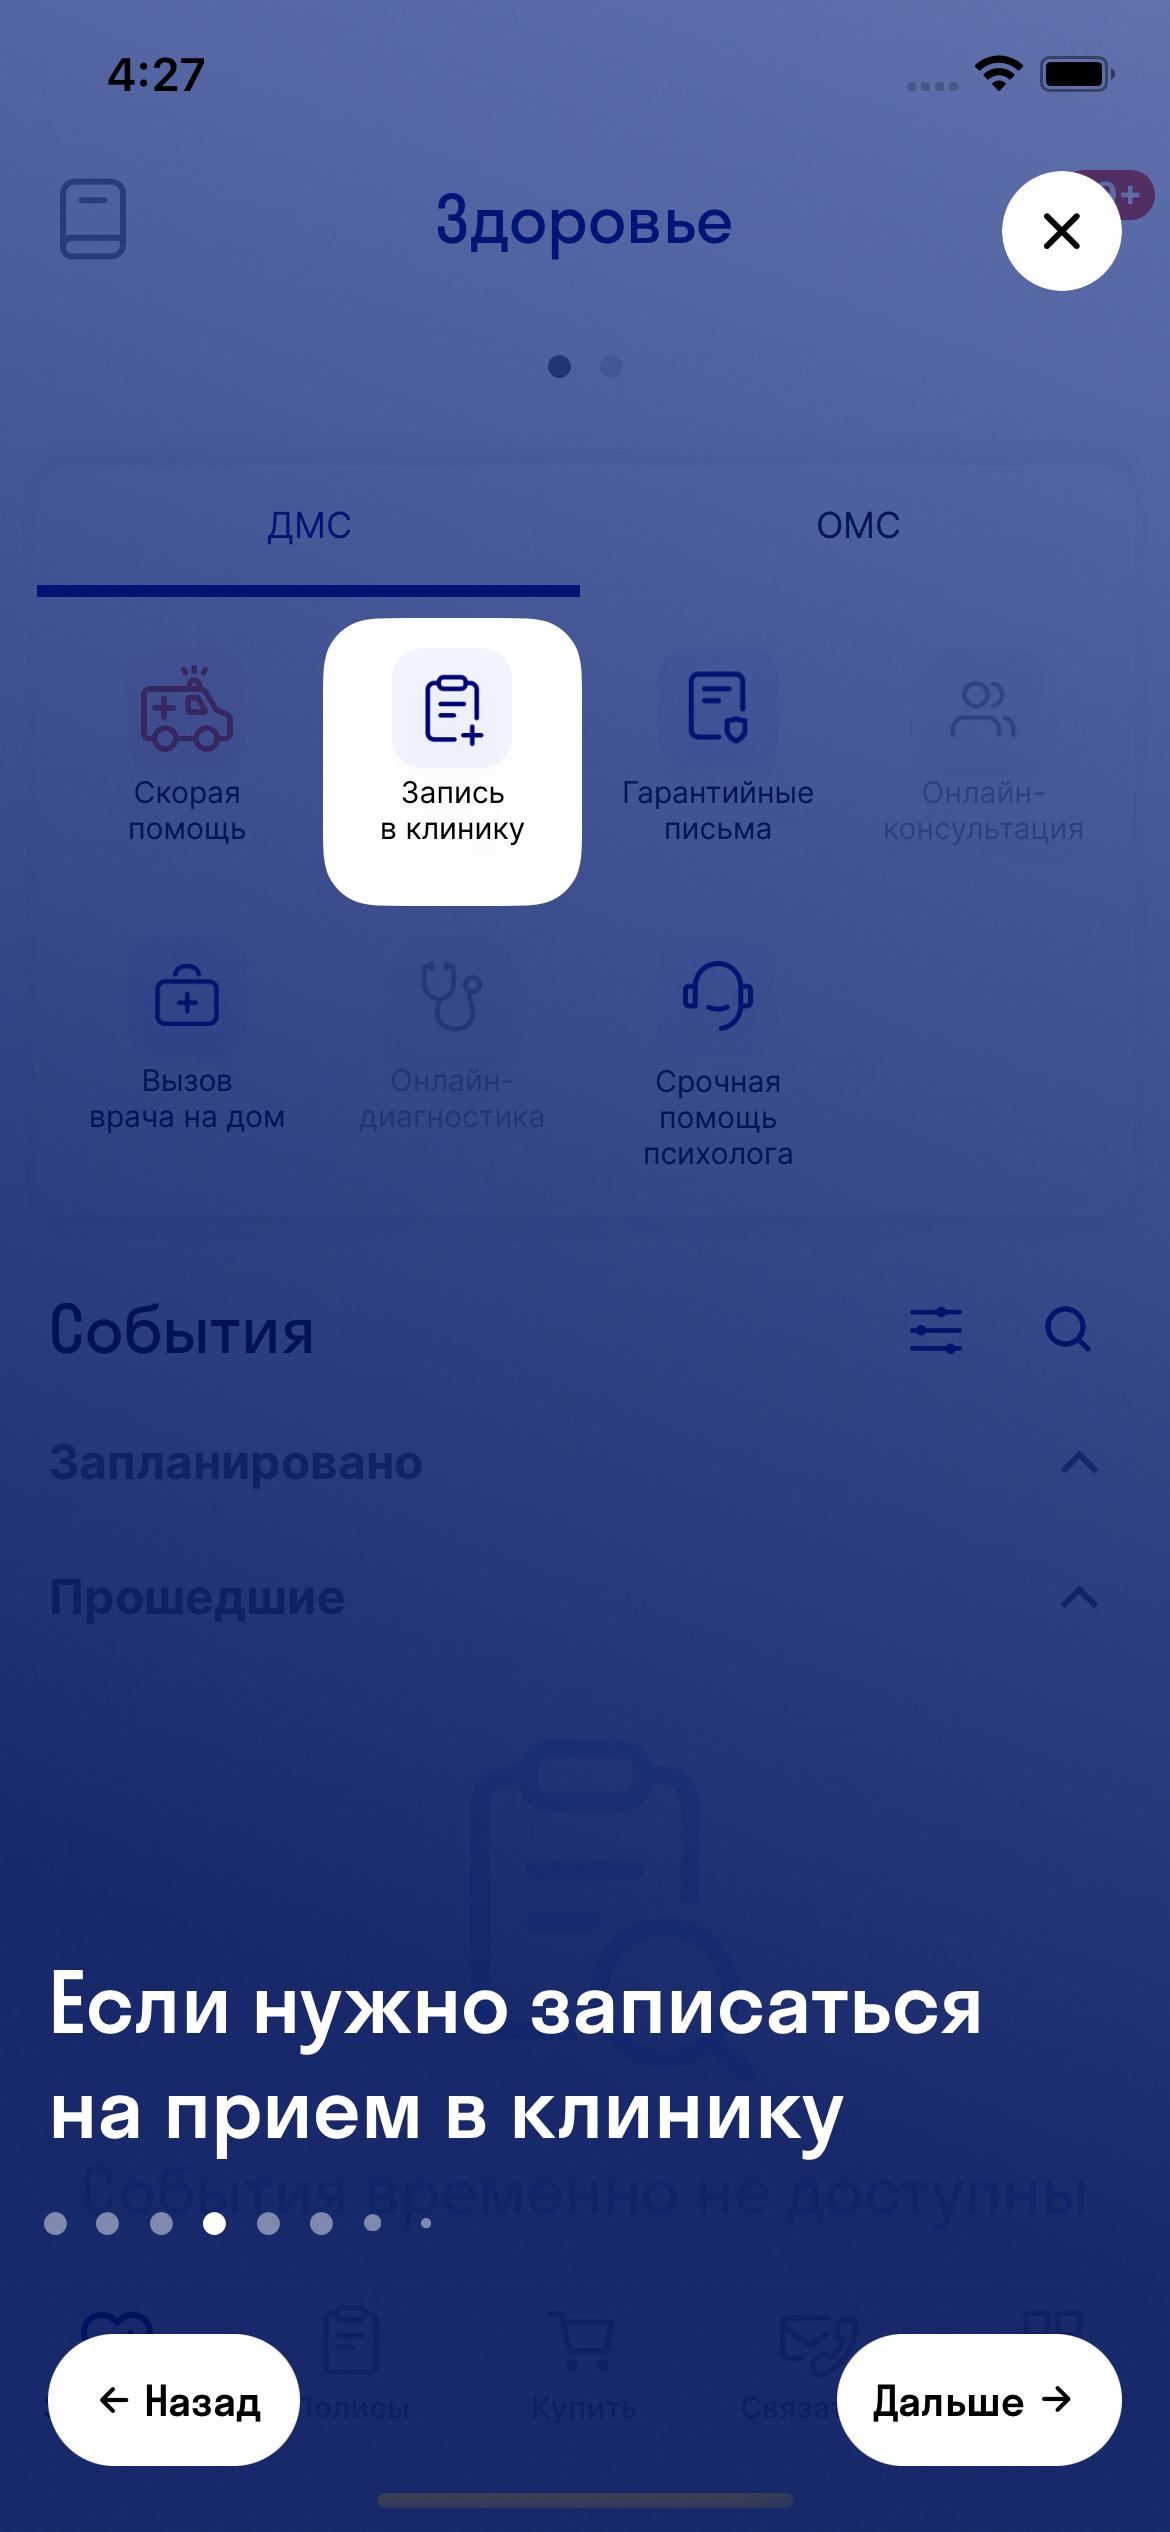 4:27
Здоровье
ДМС
ОМС
Скорая
помощь
Запись
в клинику
Гарантийные
письма
Онлайн-
консультация
Вызов
врача на дом
Онлайн-
диагностика
Срочная
помощь
психолога
События
Запланировано
Прошедшие
Если нужно записаться
на прием в клинику
События временно не доступны
Купить
← Назад
Дальше →